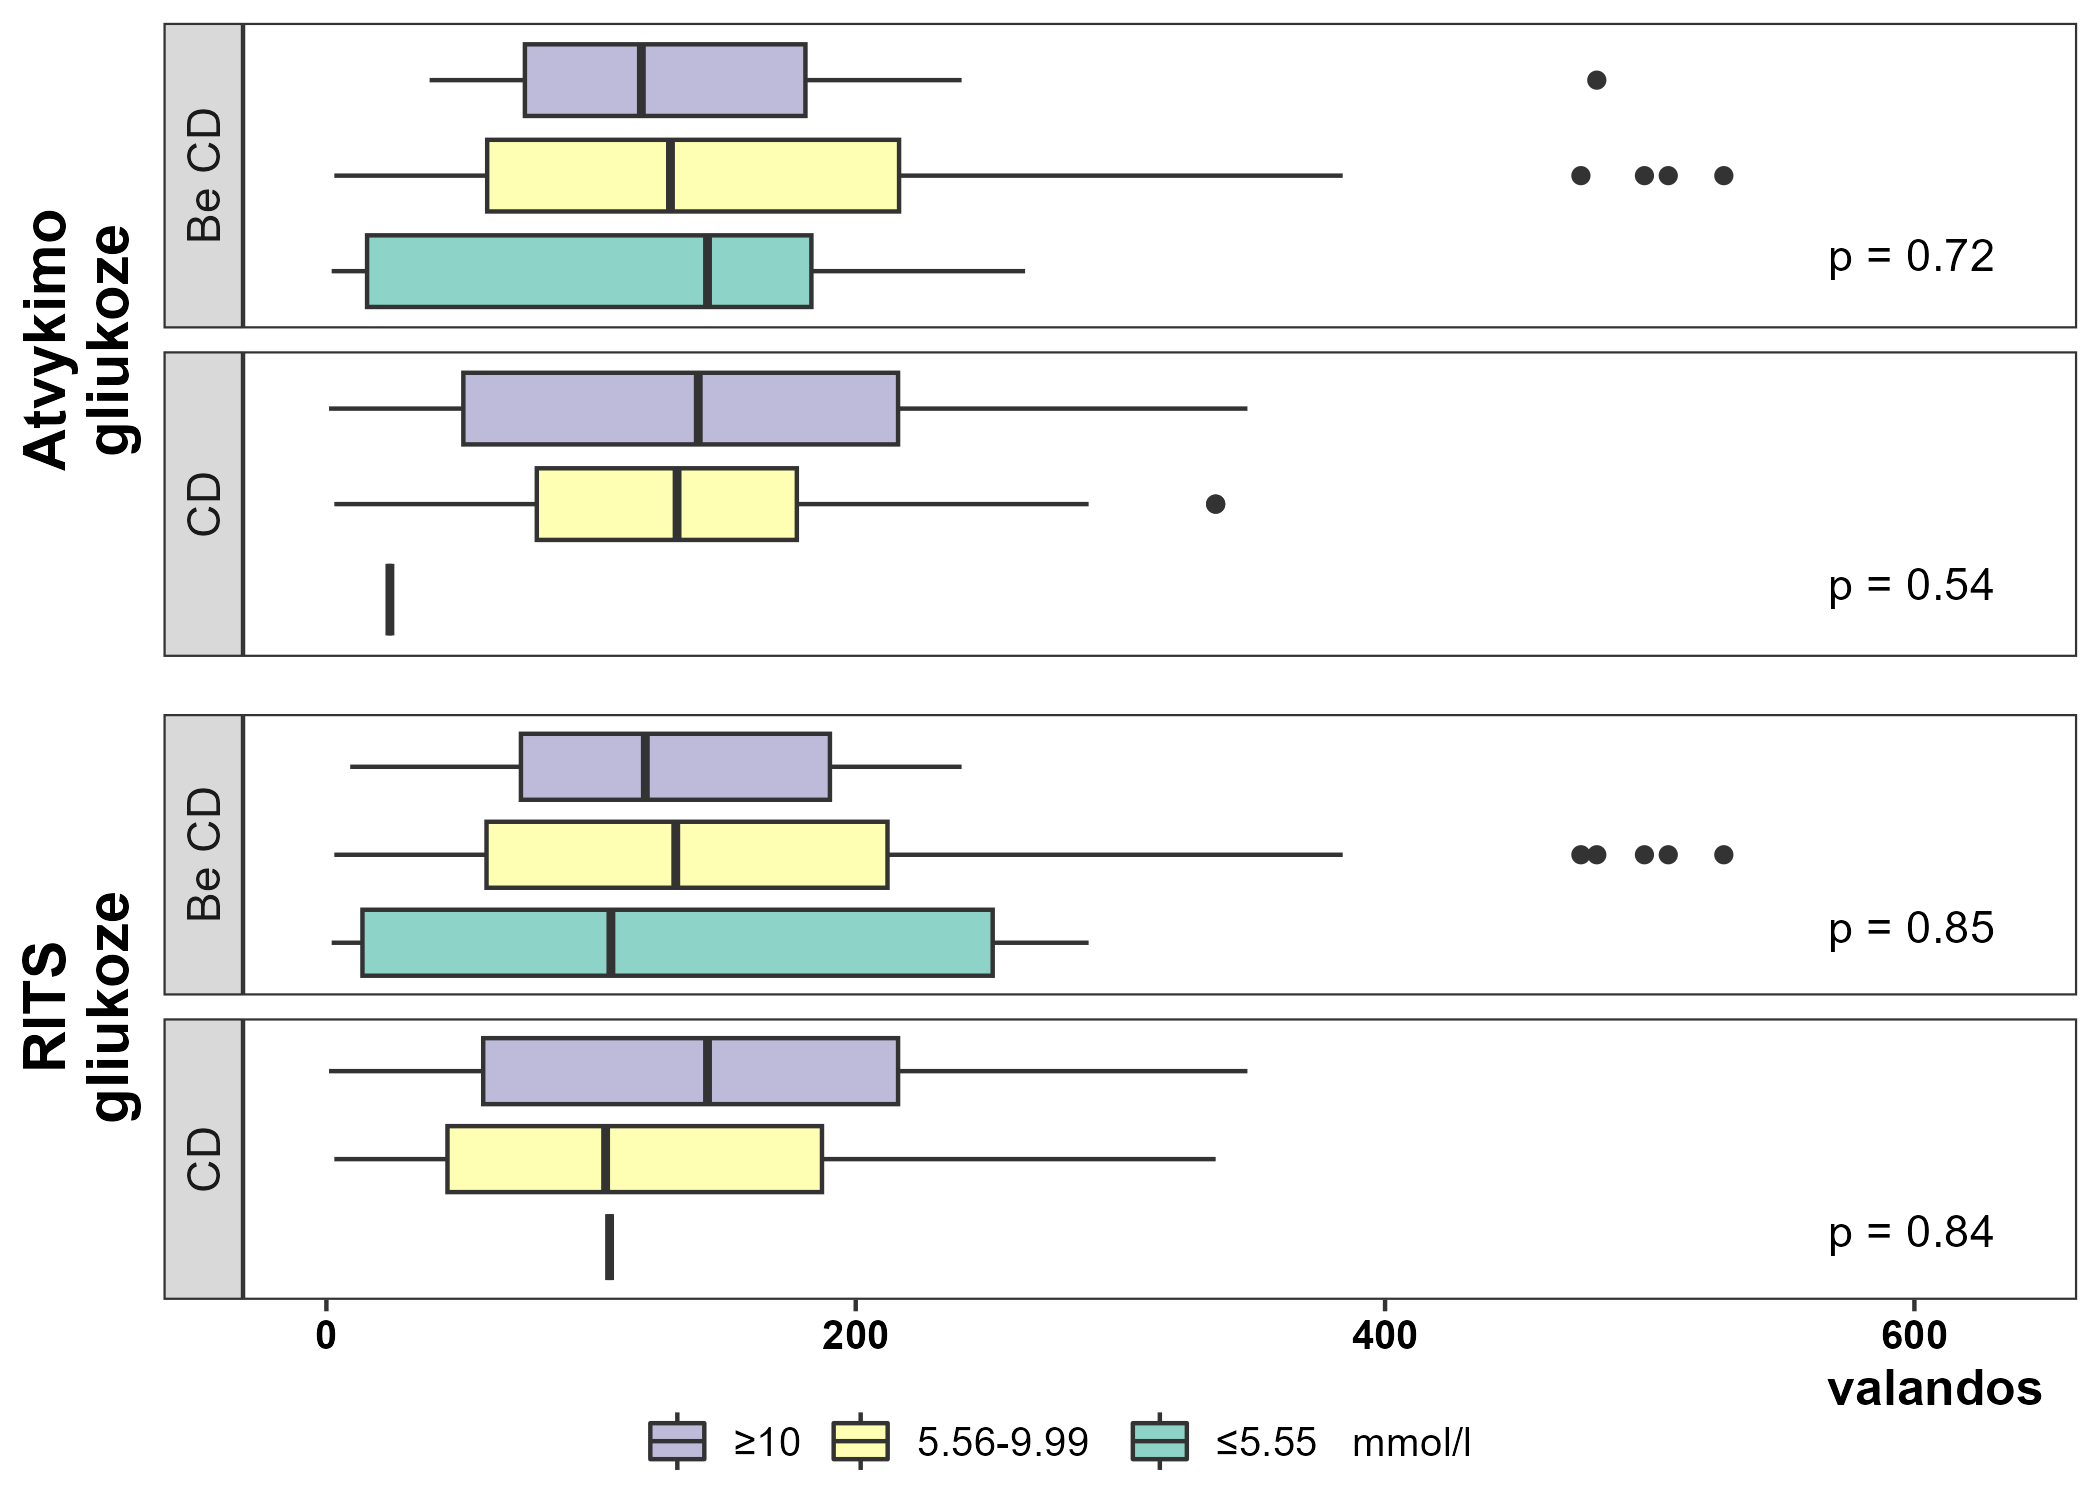 Atvykimo
gliukoze
Be CD
p = 0.72
CD
p = 0.54
RITS
gliukoze
Be CD
p = 0.85
CD
p = 0.84
0 200 400 600
valandos
≥10 5.56-9.99 ≤5.55 mmol/l